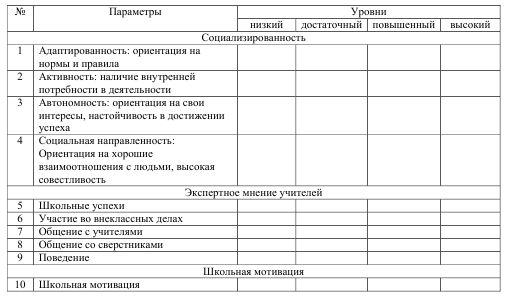 № Параметры Уровни
низкий достаточный повышенный высокий
Социализированность
1 Адаптированность: ориентация на
нормы и правила
2 Активность: наличие внутренней
потребности в деятельности
3 Автономность: ориентация на свои
интересы, настойчивость в достижении
успеха
4 Социальная направленность:
Ориентация на хорошие
взаимоотношения с людьми, высокая
совестливость
Экспертное мнение учителей
5 Школьные успехи
6 Участие во внеклассных делах
7 Общение с учителями
8 Общение со сверстниками
9 Поведение
Школьная мотивация
10 Школьная мотивация